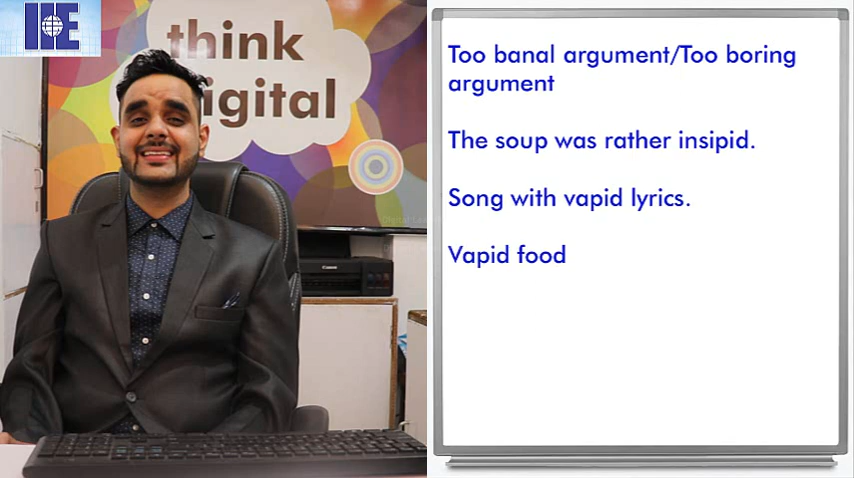 IIE
think
digital
Canon
Too banal argument/Too boring
argument
The soup was rather insipid.
Song with vapid lyrics.
Vapid food